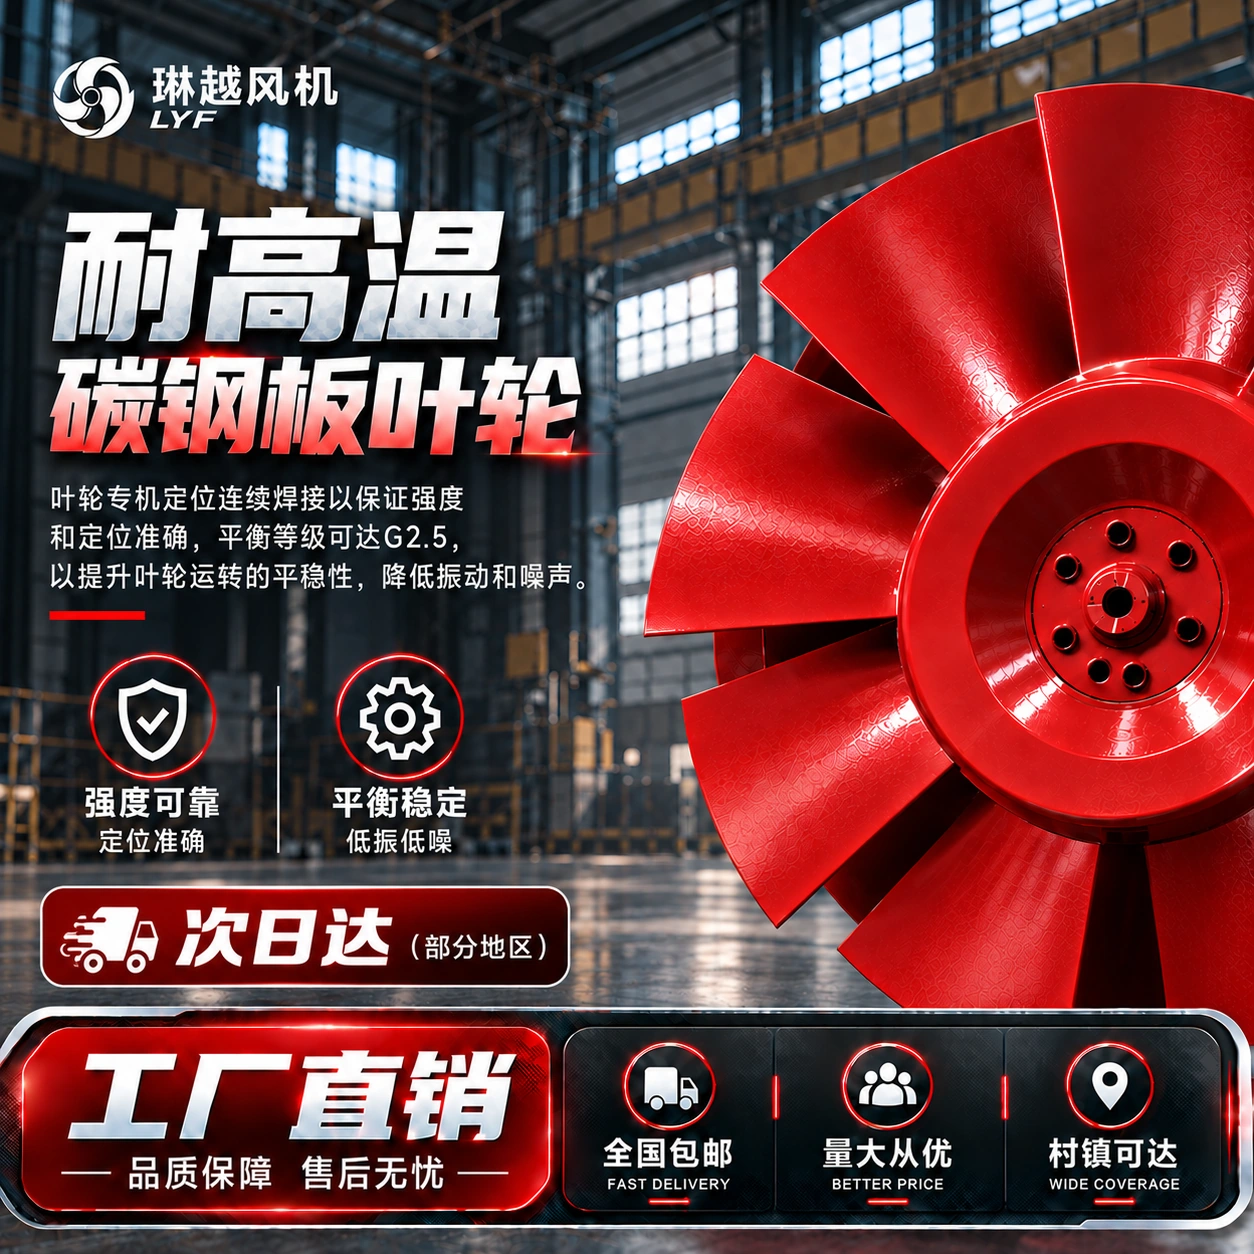 琳越风机
LYF
耐高温
碳钢板叶轮
叶轮专机定位连续焊接以保证强度
和定位准确，平衡等级可达G2.5，
以提升叶轮运转的平稳性，降低振动和噪声。
强度可靠
定位准确
平衡稳定
低振低噪
次日达（部分地区）
工厂直销
品质保障 售后无忧
全国包邮
FAST DELIVERY
量大从优
BETTER PRICE
村镇可达
WIDE COVERAGE